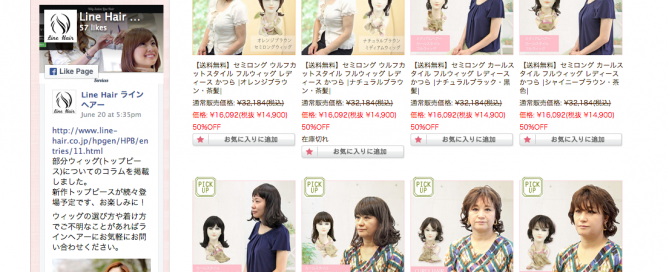 Line Hair ...
57 likes
Line Hair
Like Page
Line Hair ライン
ヘアー
June 20 at 5:35pm
http://www.line-
hair.co.jp/hpgen/HPB/en
tries/11.html
部分ウィッグ(トップピー
ス)についてのコラムを掲載
しました。
新作トップピースが続々登
場予定です、お楽しみに！
ウィッグの選び方や着け方
でご不明なことがあればラ
インヘアーにお気軽にお問
い合わせください。
オレンジブラウン
セミロングウィッグ
ナチュラルブラウン
ミディアムウィッグ
【送料無料】セミロング ウルフカ
ットスタイル フルウィッグ レデ
ィース かつら |オレンジブラウ
ン・茶髪|
通常販売価格: ¥32,184(税込)
価格: ¥16,092(税抜 ¥14,900)
50%OFF
お気に入りに追加
【送料無料】セミロング ウルフカ
ットスタイル フルウィッグ レデ
ィース かつら |ナチュラルブラウ
ン・茶髪|
通常販売価格: ¥32,184(税込)
価格: ¥16,092(税抜 ¥14,900)
50%OFF
在庫切れ
お気に入りに追加
【送料無料】セミロング カールス
タイル フルウィッグ レディース
かつら |ナチュラルブラック・黒
髪|
通常販売価格: ¥32,184(税込)
価格: ¥16,092(税抜 ¥14,900)
50%OFF
お気に入りに追加
【送料無料】セミロング カールス
タイル フルウィッグ レディース
かつら |シャイニーブラウン・茶
色|
通常販売価格: ¥32,184(税込)
価格: ¥16,092(税抜 ¥14,900)
50%OFF
お気に入りに追加
PICK
UP
PICK
UP
PICK
UP
PICK
UP